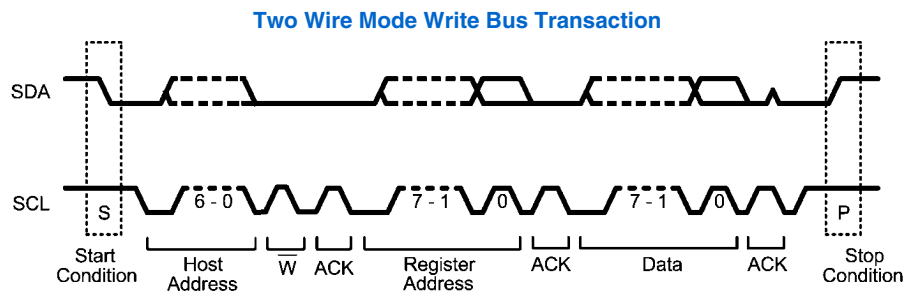 Two Wire Mode Write Bus Transaction
SDA
SCL
S
6 - 0
7 - 1
0
7 - 1
0
P
Start
Condition
Host
Address
W̅
ACK
Register
Address
ACK
Data
ACK
Stop
Condition